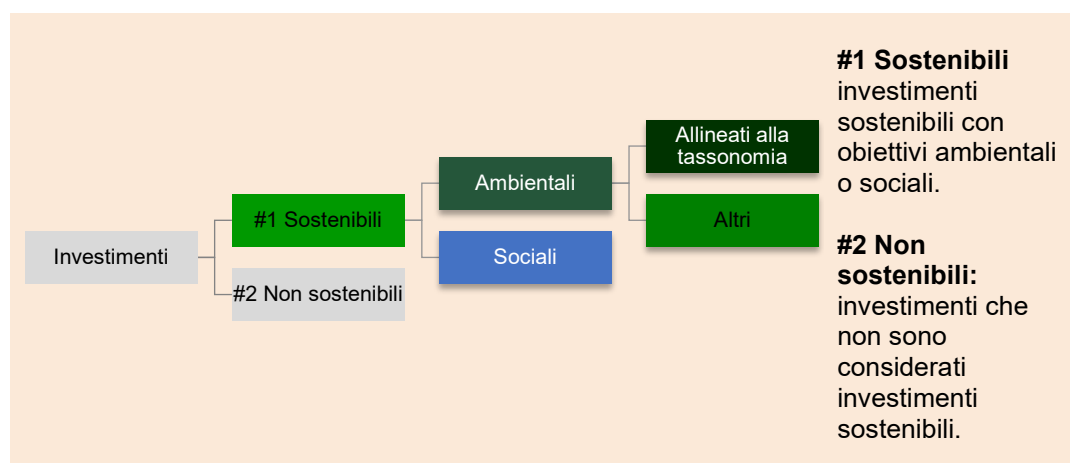 Investimenti
#1 Sostenibili
#2 Non sostenibili
Ambientali
Sociali
Allineati alla
tassonomia
Altri
#1 Sostenibili
investimenti
sostenibili con
obiettivi ambientali
o sociali.
#2 Non
sostenibili:
investimenti che
non sono
considerati
investimenti
sostenibili.